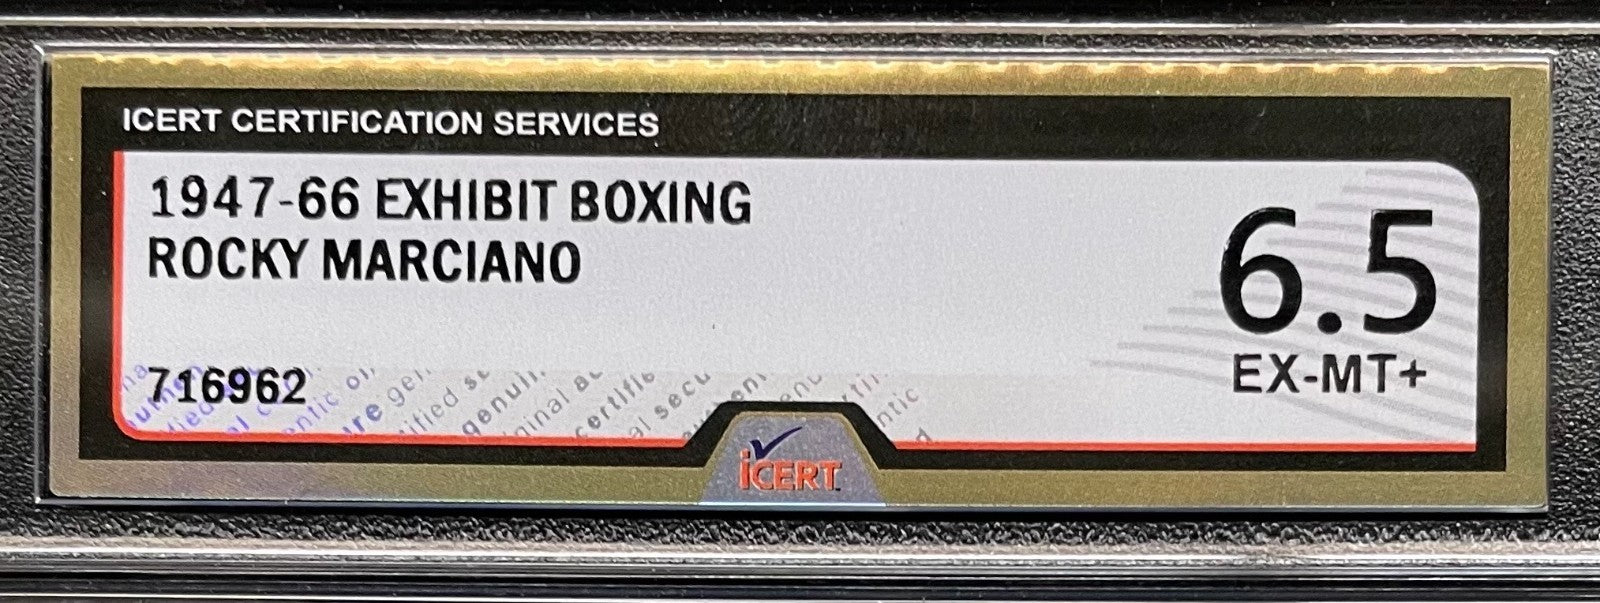 ICERT CERTIFICATION SERVICES
1947-66 EXHIBIT BOXING
ROCKY MARCIANO
6.5
EX-MT+
716962
iCERT